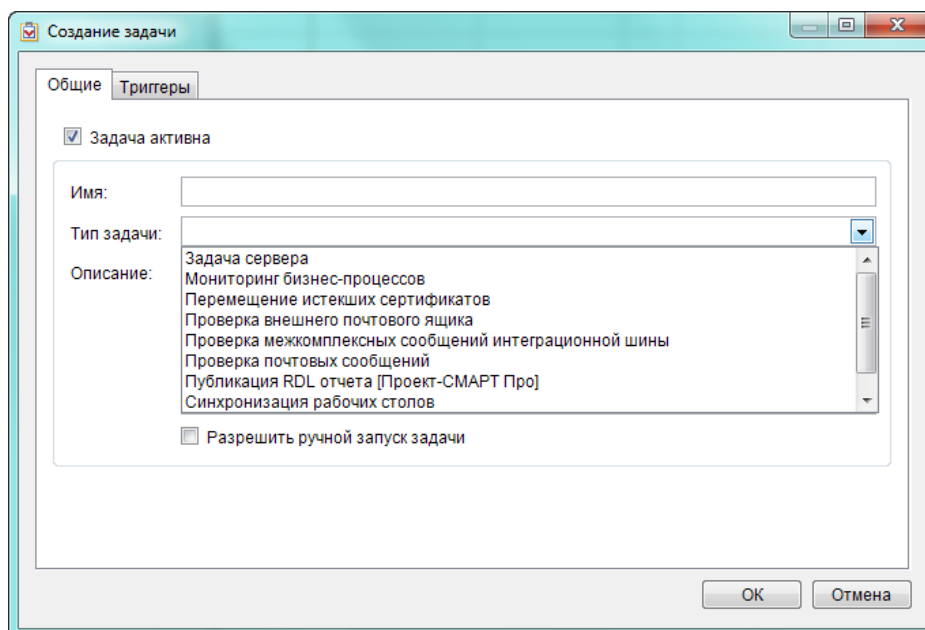 Создание задачи
Общие Триггеры
Задача активна
Имя:
Тип задачи:
Описание:
Задача сервера
Мониторинг бизнес-процессов
Перемещение истекших сертификатов
Проверка внешнего почтового ящика
Проверка межкомплексных сообщений интеграционной шины
Проверка почтовых сообщений
Публикация RDL отчета [Проект-СМАРТ Про]
Синхронизация рабочих столов
Разрешить ручной запуск задачи
ОК Отмена